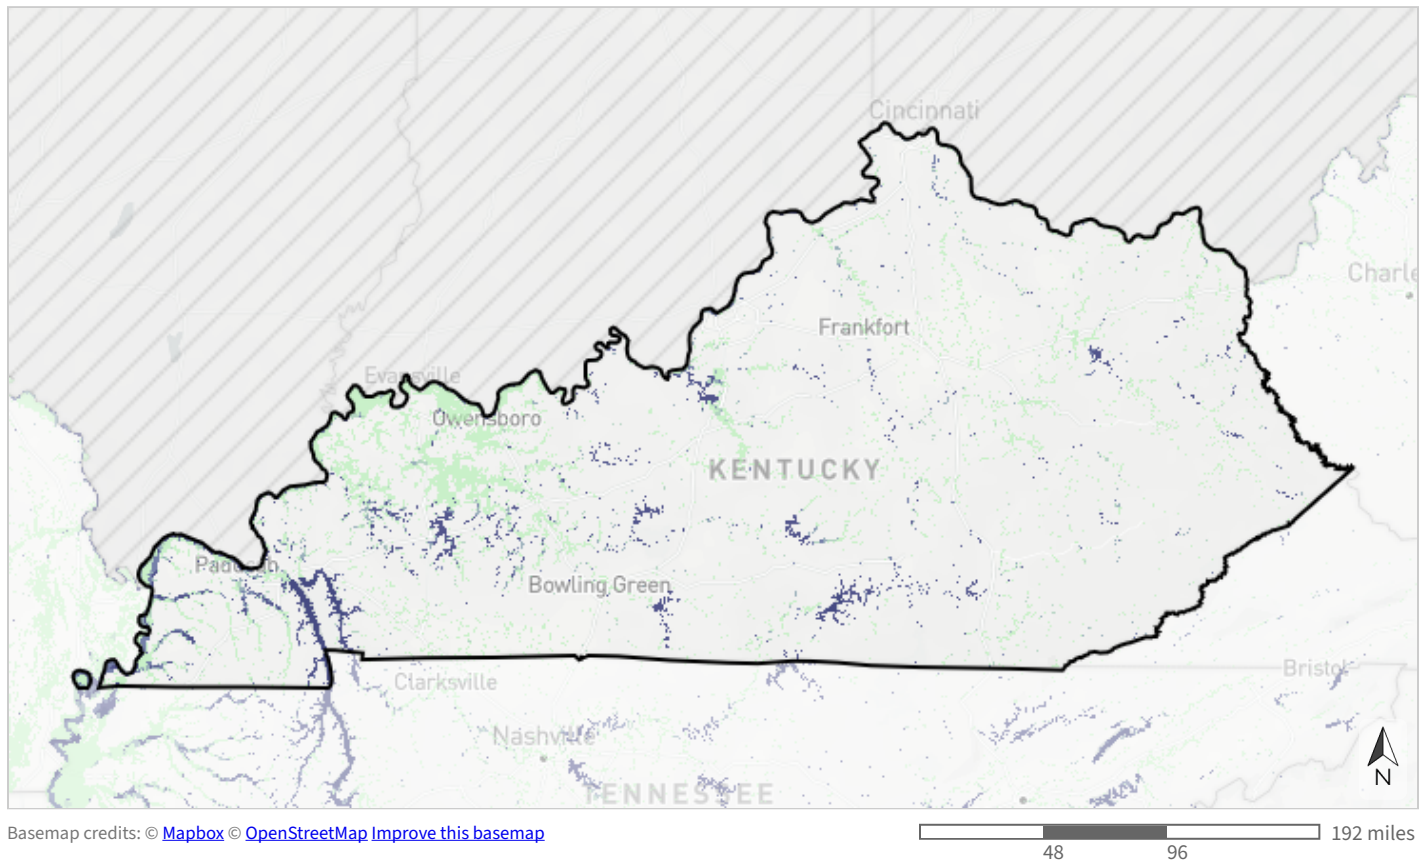 Cincinnati
Charle
Frankfort
Evansville
Owensboro
KENTUCKY
Paducah
Bowling Green
Clarksville
Bristol
Nashville
TENNESSEE
N
Basemap credits: © Mapbox © OpenStreetMap Improve this basemap
192 miles
48 96